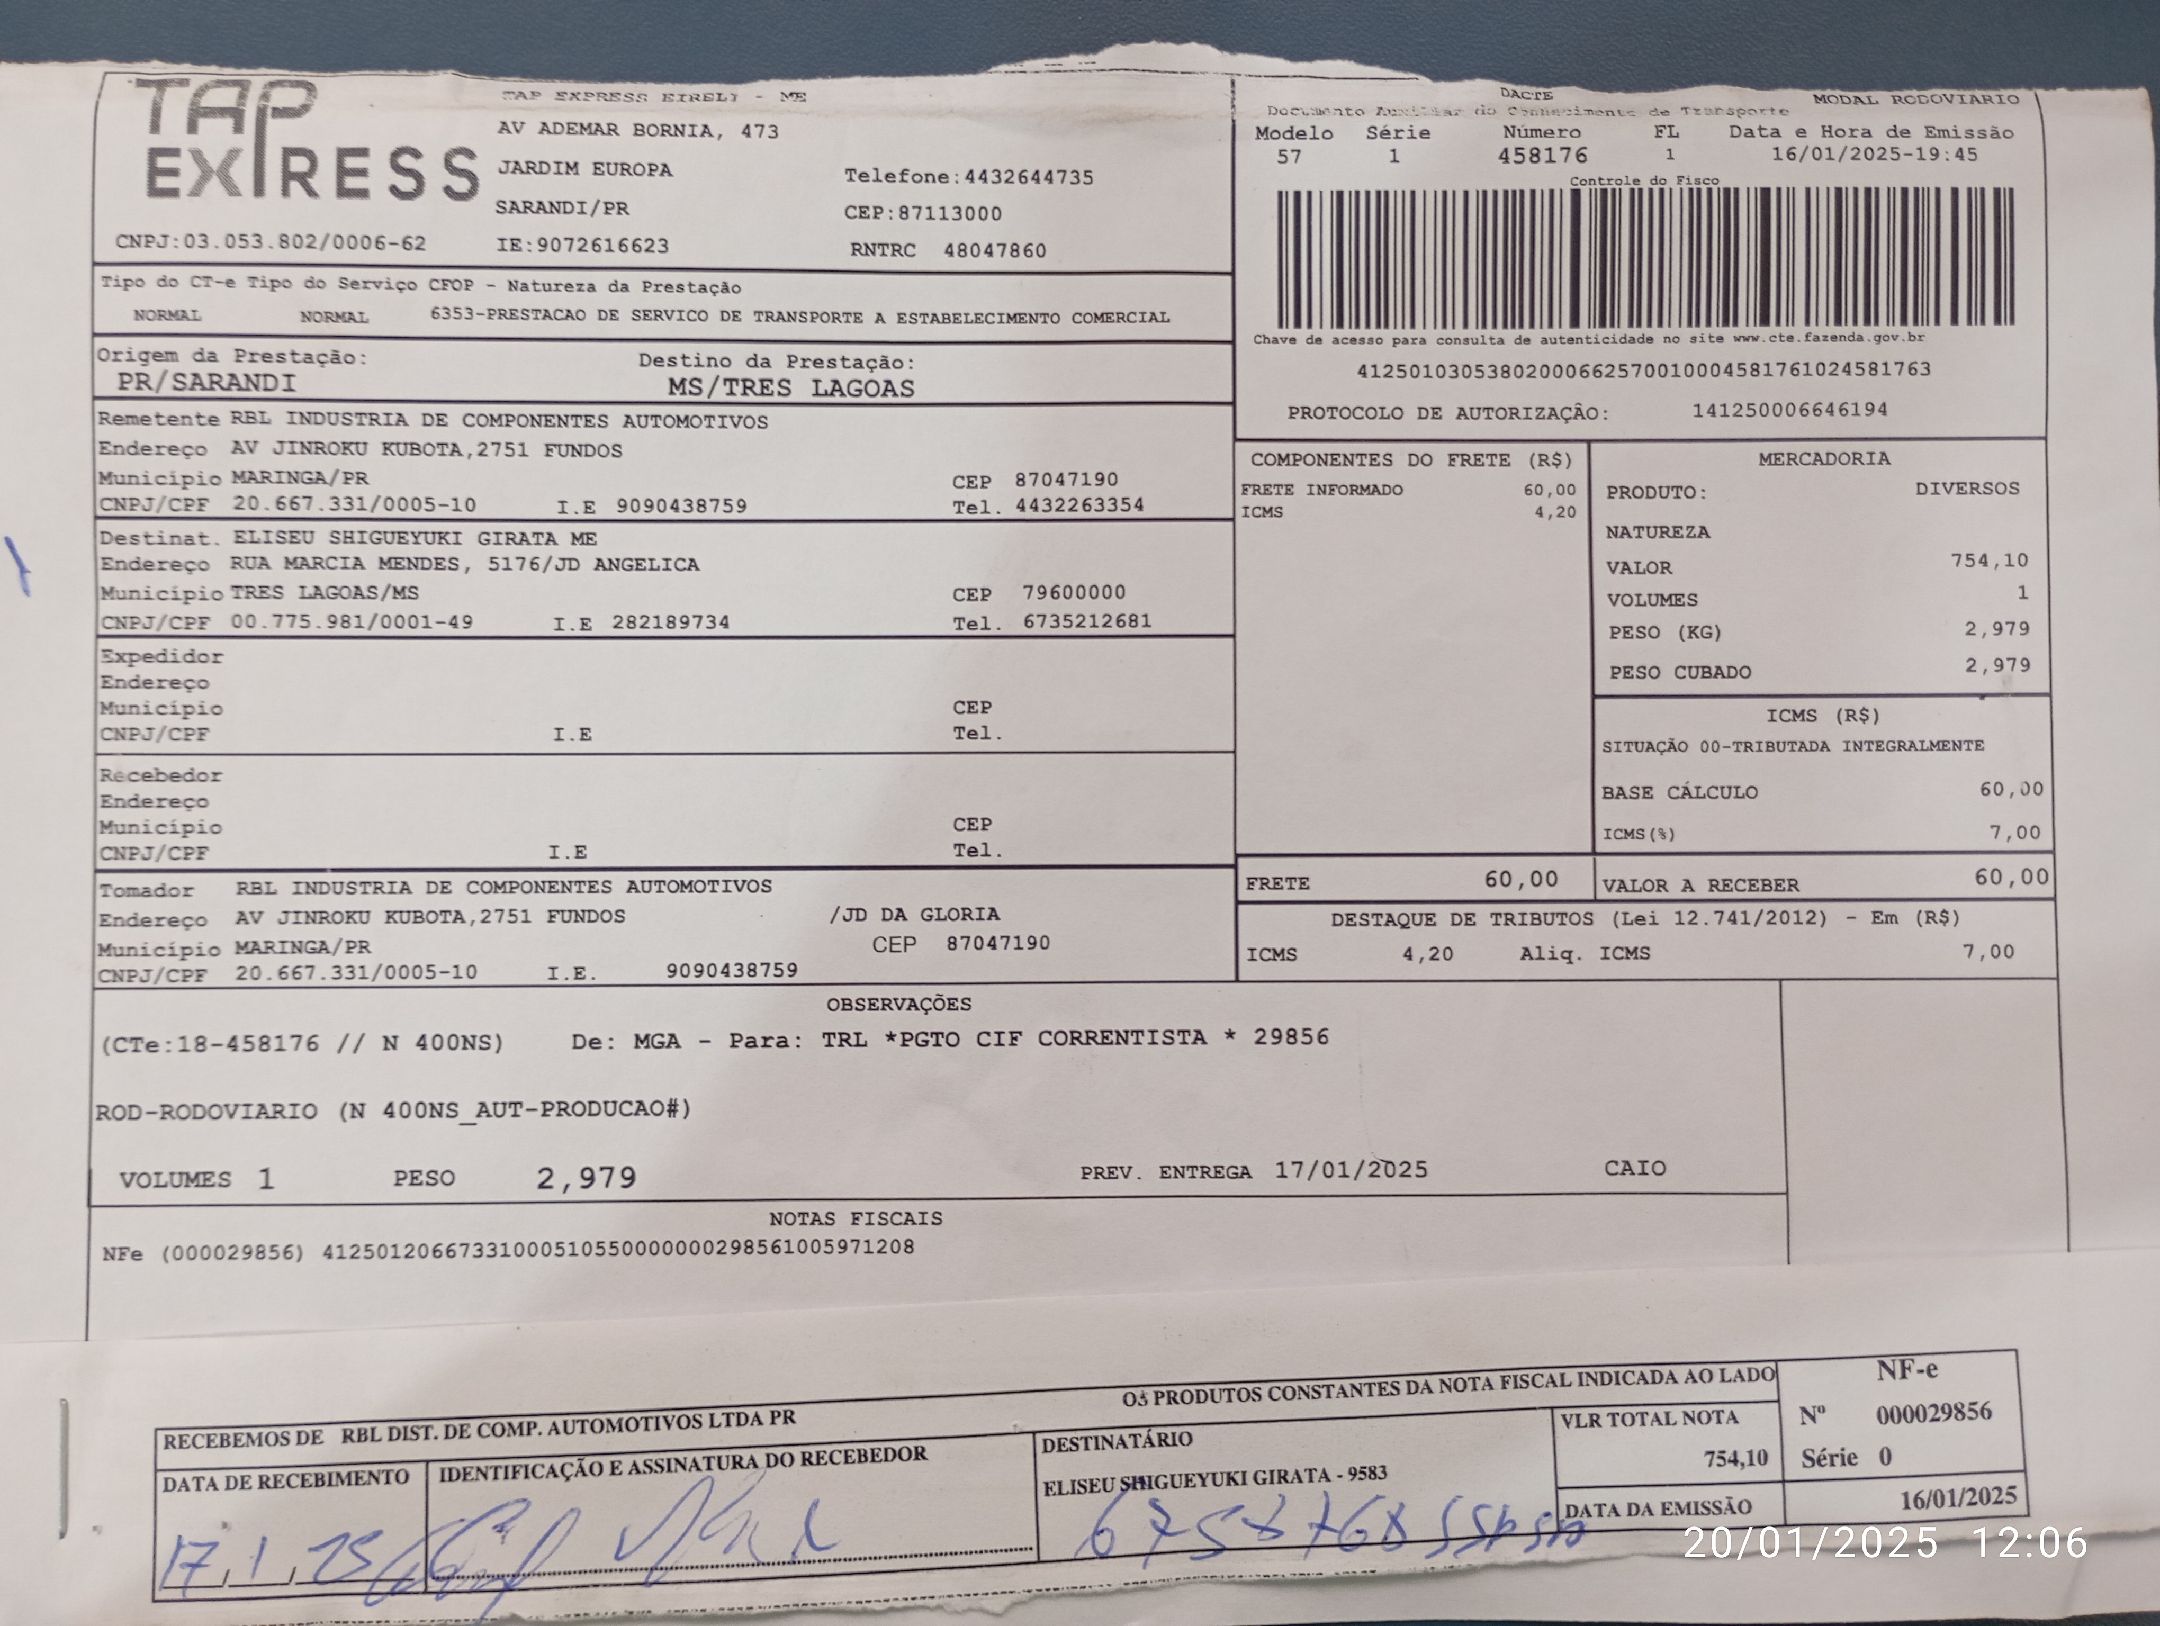 TAP EXPRESS
TAP EXPRESS EIRELI - ME
AV ADEMAR BORNIA, 473
JARDIM EUROPA
Telefone:4432644735
SARANDI/PR
CEP:87113000
CNPJ:03.053.802/0006-62
IE:9072616623
RNTRC 48047860
DACTE
Documento Auxiliar do Conhecimento de Transporte
MODAL RODOVIARIO
Modelo Série Número FL Data e Hora de Emissão
57 1 458176 1 16/01/2025-19:45
Controle do Fisco
Chave de acesso para consulta de autenticidade no site www.cte.fazenda.gov.br
41250103053802000662570010004581761024581763
PROTOCOLO DE AUTORIZAÇÃO: 141250006646194
Tipo do CT-e Tipo do Serviço CFOP - Natureza da Prestação
NORMAL NORMAL 6353-PRESTACAO DE SERVICO DE TRANSPORTE A ESTABELECIMENTO COMERCIAL
Origem da Prestação: Destino da Prestação:
PR/SARANDI MS/TRES LAGOAS
Remetente RBL INDUSTRIA DE COMPONENTES AUTOMOTIVOS
Endereço AV JINROKU KUBOTA,2751 FUNDOS
Município MARINGA/PR CEP 87047190
CNPJ/CPF 20.667.331/0005-10 I.E 9090438759 Tel. 4432263354
Destinat. ELISEU SHIGUEYUKI GIRATA ME
Endereço RUA MARCIA MENDES, 5176/JD ANGELICA
Município TRES LAGOAS/MS CEP 79600000
CNPJ/CPF 00.775.981/0001-49 I.E 282189734 Tel. 6735212681
Expedidor
Endereço
Município CEP
CNPJ/CPF I.E Tel.
Recebedor
Endereço
Município CEP
CNPJ/CPF I.E Tel.
Tomador RBL INDUSTRIA DE COMPONENTES AUTOMOTIVOS
Endereço AV JINROKU KUBOTA,2751 FUNDOS /JD DA GLORIA
Município MARINGA/PR CEP 87047190
CNPJ/CPF 20.667.331/0005-10 I.E. 9090438759
COMPONENTES DO FRETE (R$)
FRETE INFORMADO 60,00
ICMS 4,20
MERCADORIA
PRODUTO: DIVERSOS
NATUREZA
VALOR 754,10
VOLUMES 1
PESO (KG) 2,979
PESO CUBADO 2,979
ICMS (R$)
SITUAÇÃO 00-TRIBUTADA INTEGRALMENTE
BASE CÁLCULO 60,00
ICMS(%) 7,00
FRETE 60,00 VALOR A RECEBER 60,00
DESTAQUE DE TRIBUTOS (Lei 12.741/2012) - Em (R$)
ICMS 4,20 Aliq. ICMS 7,00
OBSERVAÇÕES
(CTe:18-458176 // N 400NS) De: MGA - Para: TRL *PGTO CIF CORRENTISTA * 29856
ROD-RODOVIARIO (N 400NS_AUT-PRODUCAO#)
VOLUMES 1 PESO 2,979 PREV. ENTREGA 17/01/2025 CAIO
NOTAS FISCAIS
NFe (000029856) 41250120667331000510550000000298561005971208
RECEBEMOS DE RBL DIST. DE COMP. AUTOMOTIVOS LTDA PR OS PRODUTOS CONSTANTES DA NOTA FISCAL INDICADA AO LADO
DATA DE RECEBIMENTO
17/1/25
IDENTIFICAÇÃO E ASSINATURA DO RECEBEDOR
DESTINATÁRIO
ELISEU SHIGUEYUKI GIRATA - 9583
VLR TOTAL NOTA
754,10
DATA DA EMISSÃO 16/01/2025
NF-e
Nº 000029856
Série 0
20/01/2025 12:06